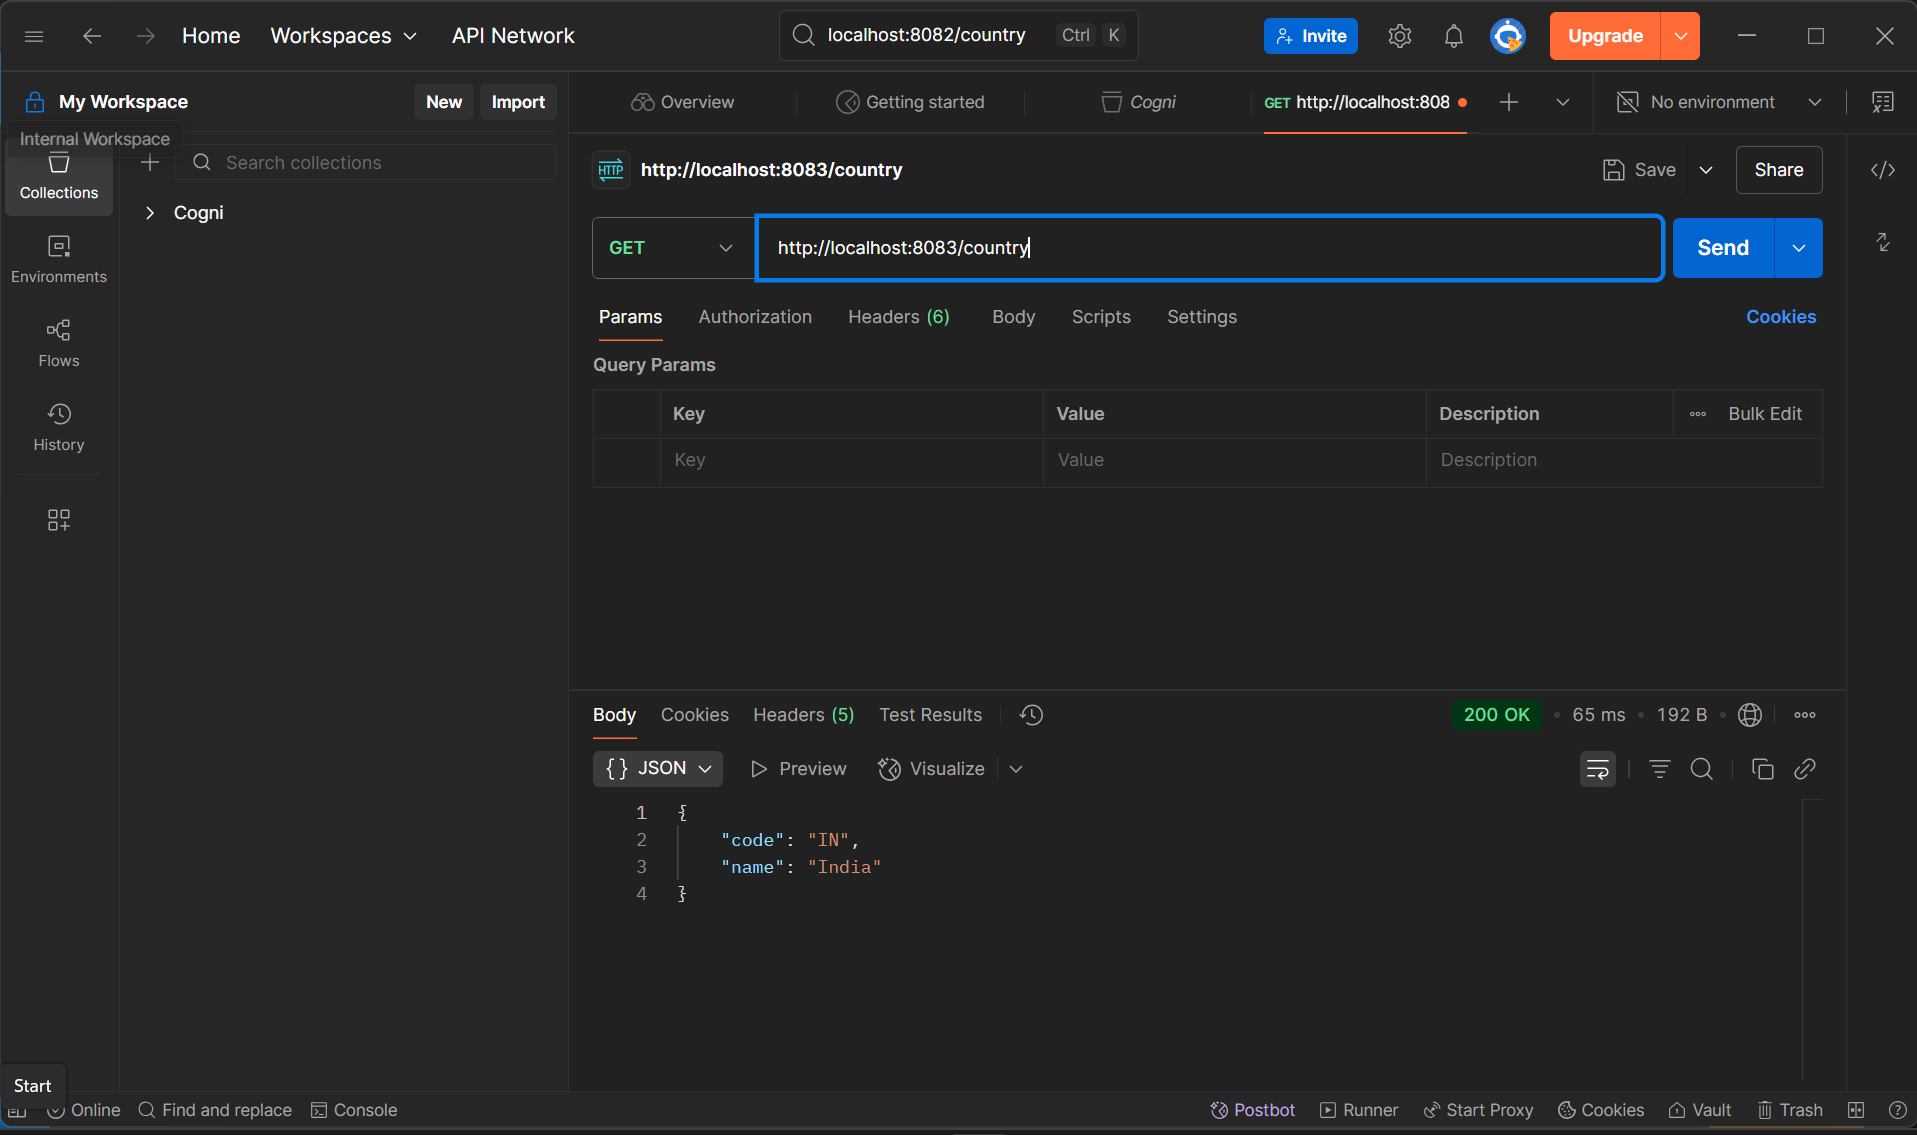 Home Workspaces API Network localhost:8082/country Ctrl K Invite Upgrade
My Workspace New Import Overview Getting started Cogni GET http://localhost:808 No environment
Internal Workspace
Search collections
Collections
Cogni
Environments
Flows
History
HTTP http://localhost:8083/country Save Share
GET http://localhost:8083/country Send
Params Authorization Headers (6) Body Scripts Settings Cookies
Query Params
Key Value Description Bulk Edit
Key Value Description
Body Cookies Headers (5) Test Results 200 OK 65 ms 192 B
{} JSON Preview Visualize
1 {
2 "code": "IN",
3 "name": "India"
4 }
Start
Online Find and replace Console Postbot Runner Start Proxy Cookies Vault Trash